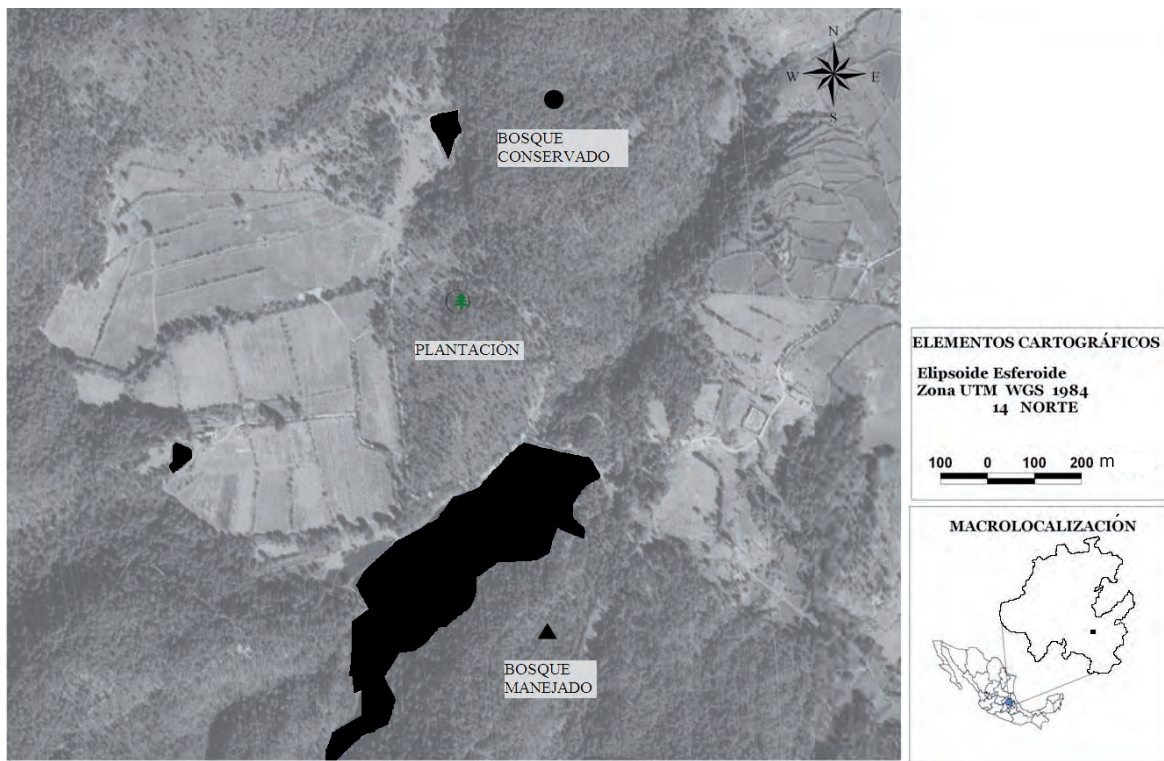 N
W E
S
BOSQUE
CONSERVADO
PLANTACIÓN
BOSQUE
MANEJADO
ELEMENTOS CARTOGRÁFICOS
Elipsoide Esferoide
Zona UTM WGS 1984
14 NORTE
100 0 100 200 m
MACROLOCALIZACIÓN